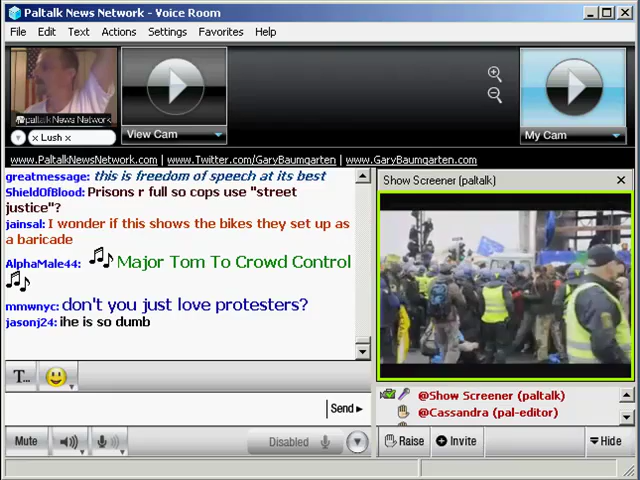 Paltalk News Network - Voice Room
File Edit Text Actions Settings Favorites Help
paltalk News Network
x Lush x
View Cam
My Cam
www.PaltalkNewsNetwork.com | www.Twitter.com/GaryBaumgarten | www.GaryBaumgarten.com
greatmessage: this is freedom of speech at its best
ShieldOfBlood: Prisons r full so cops use "street
justice"?
jainsal: I wonder if this shows the bikes they set up as
a baricade
AlphaMale44: Major Tom To Crowd Control
mmwnyc: don't you just love protesters?
jasonj24: ihe is so dumb
Show Screener (paltalk)
T...
Send
@Show Screener (paltalk)
@Cassandra (pal-editor)
Mute
Disabled
Raise
Invite
Hide